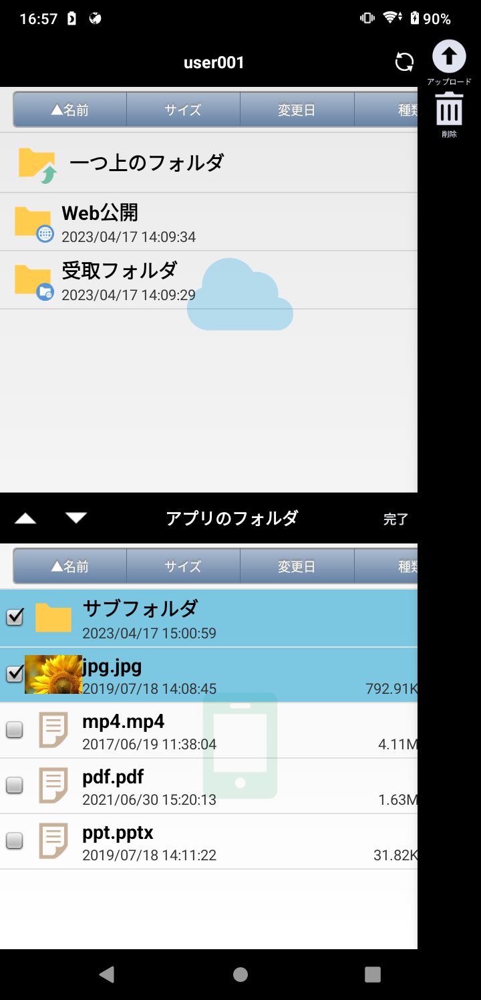 16:57
90%
user001
アップロード
削除
▲名前 サイズ 変更日 種類
一つ上のフォルダ
Web公開
2023/04/17 14:09:34
受取フォルダ
2023/04/17 14:09:29
アプリのフォルダ 完了
▲名前 サイズ 変更日 種類
サブフォルダ
2023/04/17 15:00:59
jpg.jpg
2019/07/18 14:08:45 792.91K
mp4.mp4
2017/06/19 11:38:04 4.11M
pdf.pdf
2021/06/30 15:20:13 1.63M
ppt.pptx
2019/07/18 14:11:22 31.82K